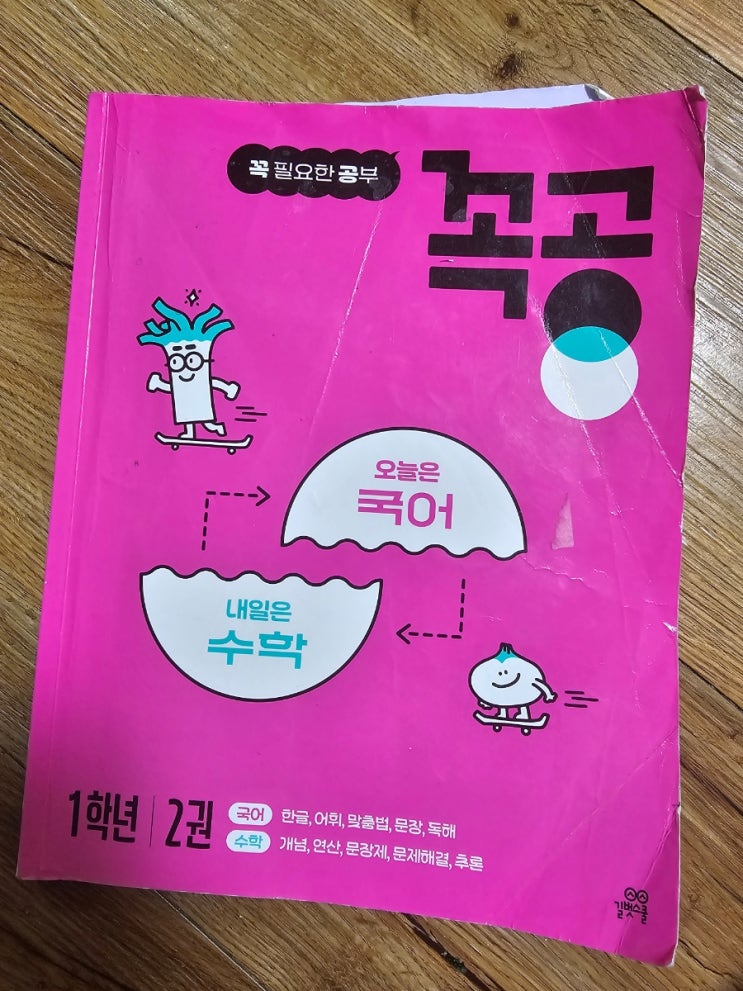 꼭 필요한 공부
꼭공
오늘은
국어
내일은
수학
1학년 2권
국어 한글, 어휘, 맞춤법, 문장, 독해
수학 개념, 연산, 문장제, 문제해결, 추론
길벗스쿨